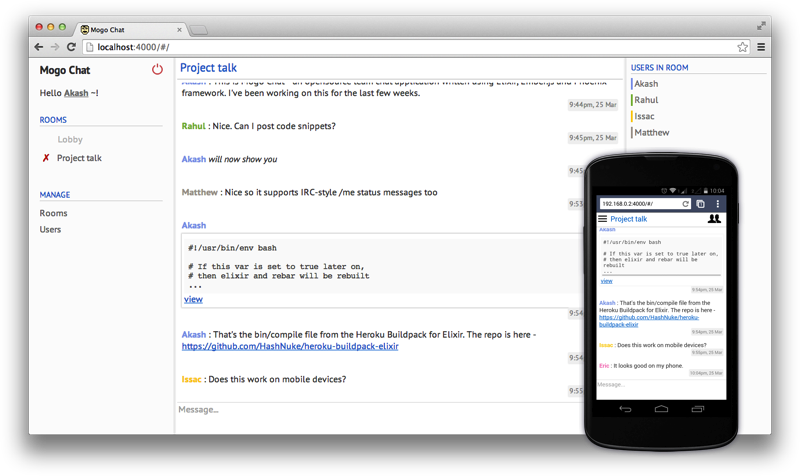 Mogo Chat
localhost:4000/#/
Mogo Chat
Hello Akash ~!
ROOMS
Lobby
✗ Project talk
MANAGE
Rooms
Users
Project talk
Akash : This is Mogo Chat - an opensource team chat application written using Elixir, Emberjs and Phoenix
framework. I've been working on this for the last few weeks.
9:44pm, 25 Mar
Rahul : Nice. Can I post code snippets?
9:45pm, 25 Mar
Akash will now show you
9:45
Matthew : Nice so it supports IRC-style /me status messages too
9:53
Akash
#!/usr/bin/env bash
# If this var is set to true later on,
# then elixir and rebar will be rebuilt
...
view
9:54
Akash : That's the bin/compile file from the Heroku Buildpack for Elixir. The repo is here -
https://github.com/HashNuke/heroku-buildpack-elixir
9:54
Issac : Does this work on mobile devices?
9:55
Message...
USERS IN ROOM
Akash
Rahul
Issac
Matthew
10:04
192.168.0.2:4000/#/
Project talk
Akash
#!/usr/bin/env bash
# If this var is set to true later on,
# then elixir and rebar will be
rebuilt
...
view
9:54pm, 25 Mar
Akash : That's the bin/compile file from the
Heroku Buildpack for Elixir. The repo is here -
https://github.com/HashNuke/heroku-
buildpack-elixir
9:54pm, 25 Mar
Issac : Does this work on mobile devices?
9:55pm, 25 Mar
Eric : It looks good on my phone.
10:04pm, 25 Mar
Message...